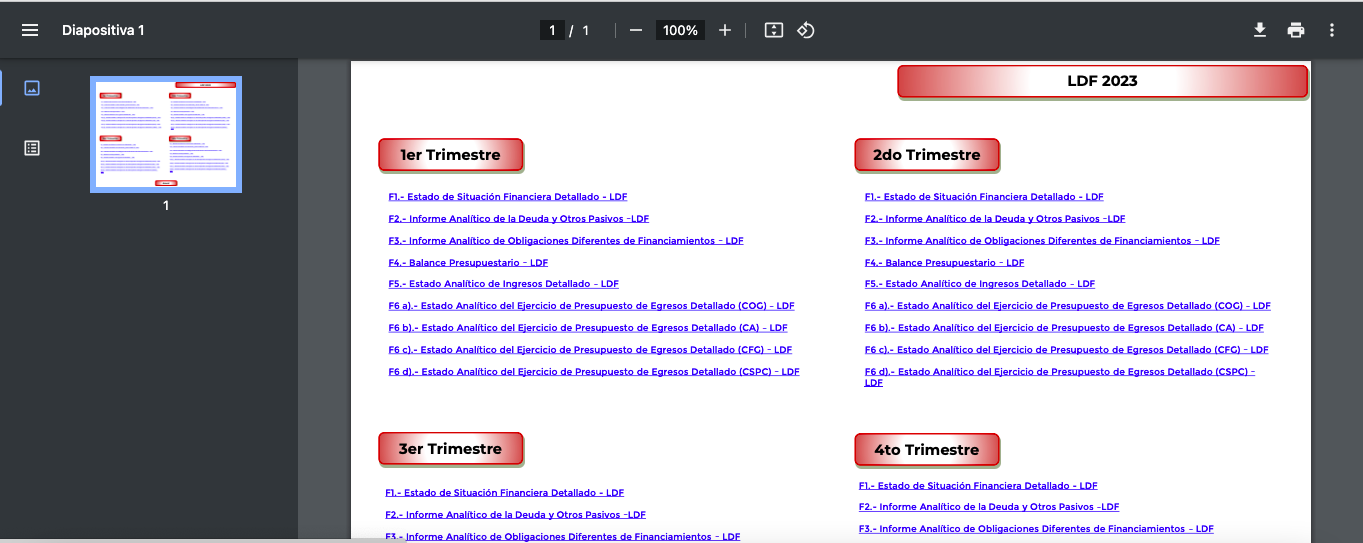 Diapositiva 1
1 / 1
100%
1
LDF 2023
1er Trimestre
F1.- Estado de Situación Financiera Detallado - LDF
F2.- Informe Analítico de la Deuda y Otros Pasivos –LDF
F3.- Informe Analítico de Obligaciones Diferentes de Financiamientos – LDF
F4.- Balance Presupuestario – LDF
F5.- Estado Analítico de Ingresos Detallado – LDF
F6 a).- Estado Analítico del Ejercicio de Presupuesto de Egresos Detallado (COG) – LDF
F6 b).- Estado Analítico del Ejercicio de Presupuesto de Egresos Detallado (CA) – LDF
F6 c).- Estado Analítico del Ejercicio de Presupuesto de Egresos Detallado (CFG) – LDF
F6 d).- Estado Analítico del Ejercicio de Presupuesto de Egresos Detallado (CSPC) – LDF
2do Trimestre
F1.- Estado de Situación Financiera Detallado - LDF
F2.- Informe Analítico de la Deuda y Otros Pasivos –LDF
F3.- Informe Analítico de Obligaciones Diferentes de Financiamientos – LDF
F4.- Balance Presupuestario – LDF
F5.- Estado Analítico de Ingresos Detallado – LDF
F6 a).- Estado Analítico del Ejercicio de Presupuesto de Egresos Detallado (COG) – LDF
F6 b).- Estado Analítico del Ejercicio de Presupuesto de Egresos Detallado (CA) – LDF
F6 c).- Estado Analítico del Ejercicio de Presupuesto de Egresos Detallado (CFG) – LDF
F6 d).- Estado Analítico del Ejercicio de Presupuesto de Egresos Detallado (CSPC) –
LDF
3er Trimestre
F1.- Estado de Situación Financiera Detallado - LDF
F2.- Informe Analítico de la Deuda y Otros Pasivos –LDF
F3.- Informe Analítico de Obligaciones Diferentes de Financiamientos – LDF
4to Trimestre
F1.- Estado de Situación Financiera Detallado - LDF
F2.- Informe Analítico de la Deuda y Otros Pasivos –LDF
F3.- Informe Analítico de Obligaciones Diferentes de Financiamientos – LDF